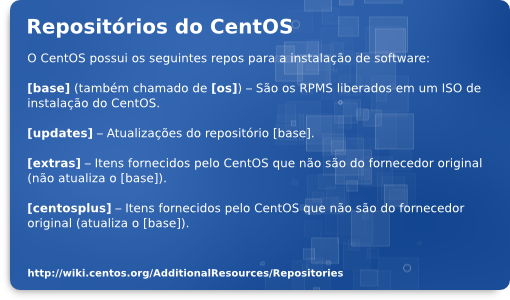 Repositórios do CentOS
O CentOS possui os seguintes repos para a instalação de software:
[base] (também chamado de [os]) – São os RPMS liberados em um ISO de
instalação do CentOS.
[updates] – Atualizações do repositório [base].
[extras] – Itens fornecidos pelo CentOS que não são do fornecedor original
(não atualiza o [base]).
[centosplus] – Itens fornecidos pelo CentOS que não são do fornecedor
original (atualiza o [base]).
http://wiki.centos.org/AdditionalResources/Repositories